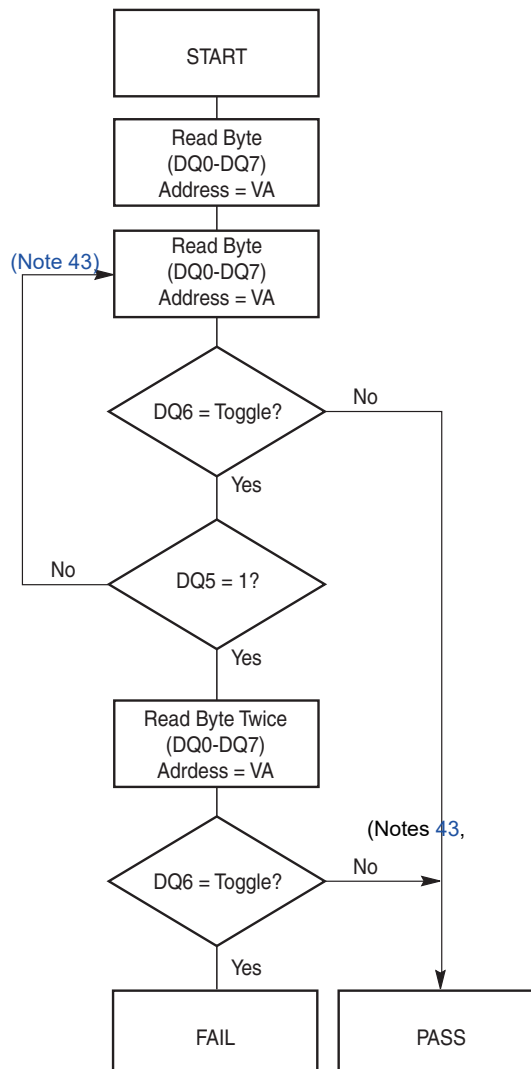 START
Read Byte
(DQ0-DQ7)
Address = VA
(Note 43)
Read Byte
(DQ0-DQ7)
Address = VA
DQ6 = Toggle?
No
Yes
No
DQ5 = 1?
Yes
Read Byte Twice
(DQ0-DQ7)
Adrdess = VA
(Notes 43,
DQ6 = Toggle?
No
Yes
FAIL
PASS